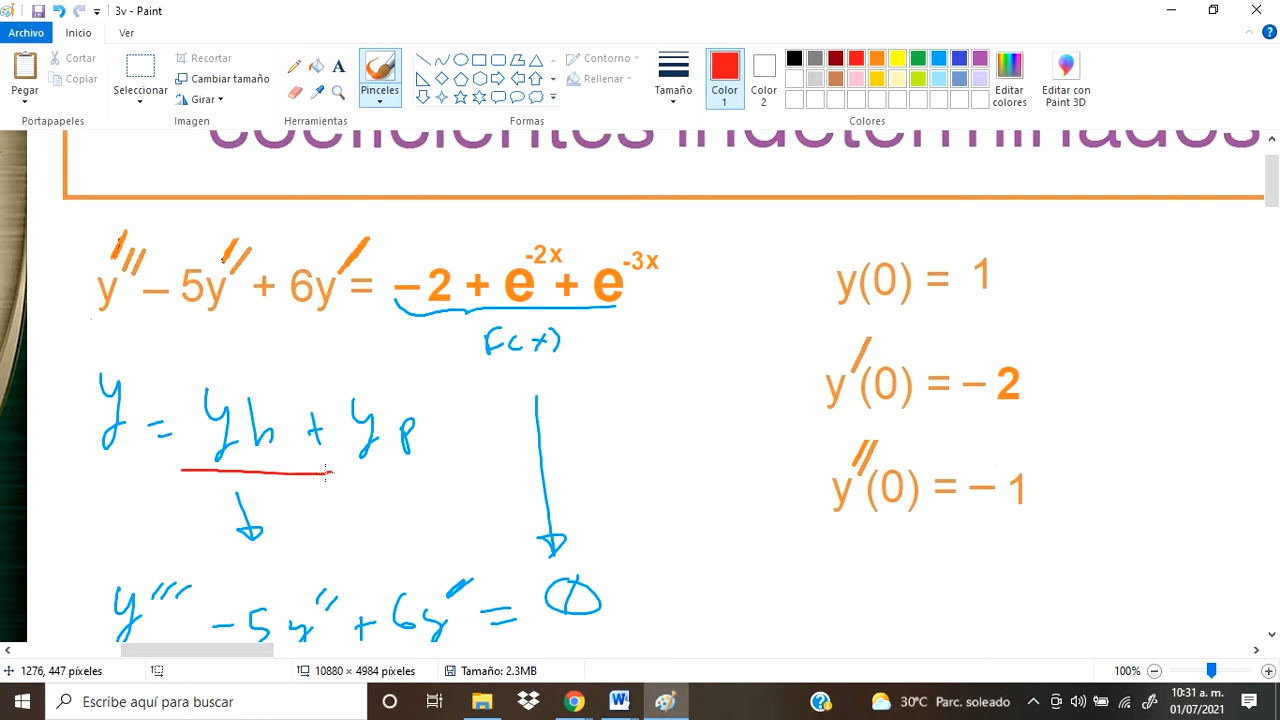 3v - Paint
Archivo Inicio Ver
Pegar
Cortar
Copiar
Portapapeles
Seleccionar
Recortar
Cambiar tamaño
Girar
Imagen
A
Herramientas
Pinceles
Contorno
Rellenar
Formas
Tamaño
Color 1
Color 2
Editar colores
Colores
Editar con Paint 3D
coeficientes indeterminados
y''' – 5y'' + 6y' = – 2 + e^-2x + e^-3x
F(x)
y(0) = 1
y'(0) = – 2
y''(0) = – 1
y = yh + yp
y''' - 5y'' + 6y' = 0
1276, 447 píxeles
10880 × 4984 píxeles
Tamaño: 2.3MB
100%
Escribe aquí para buscar
30°C Parc. soleado
10:31 a. m.
01/07/2021